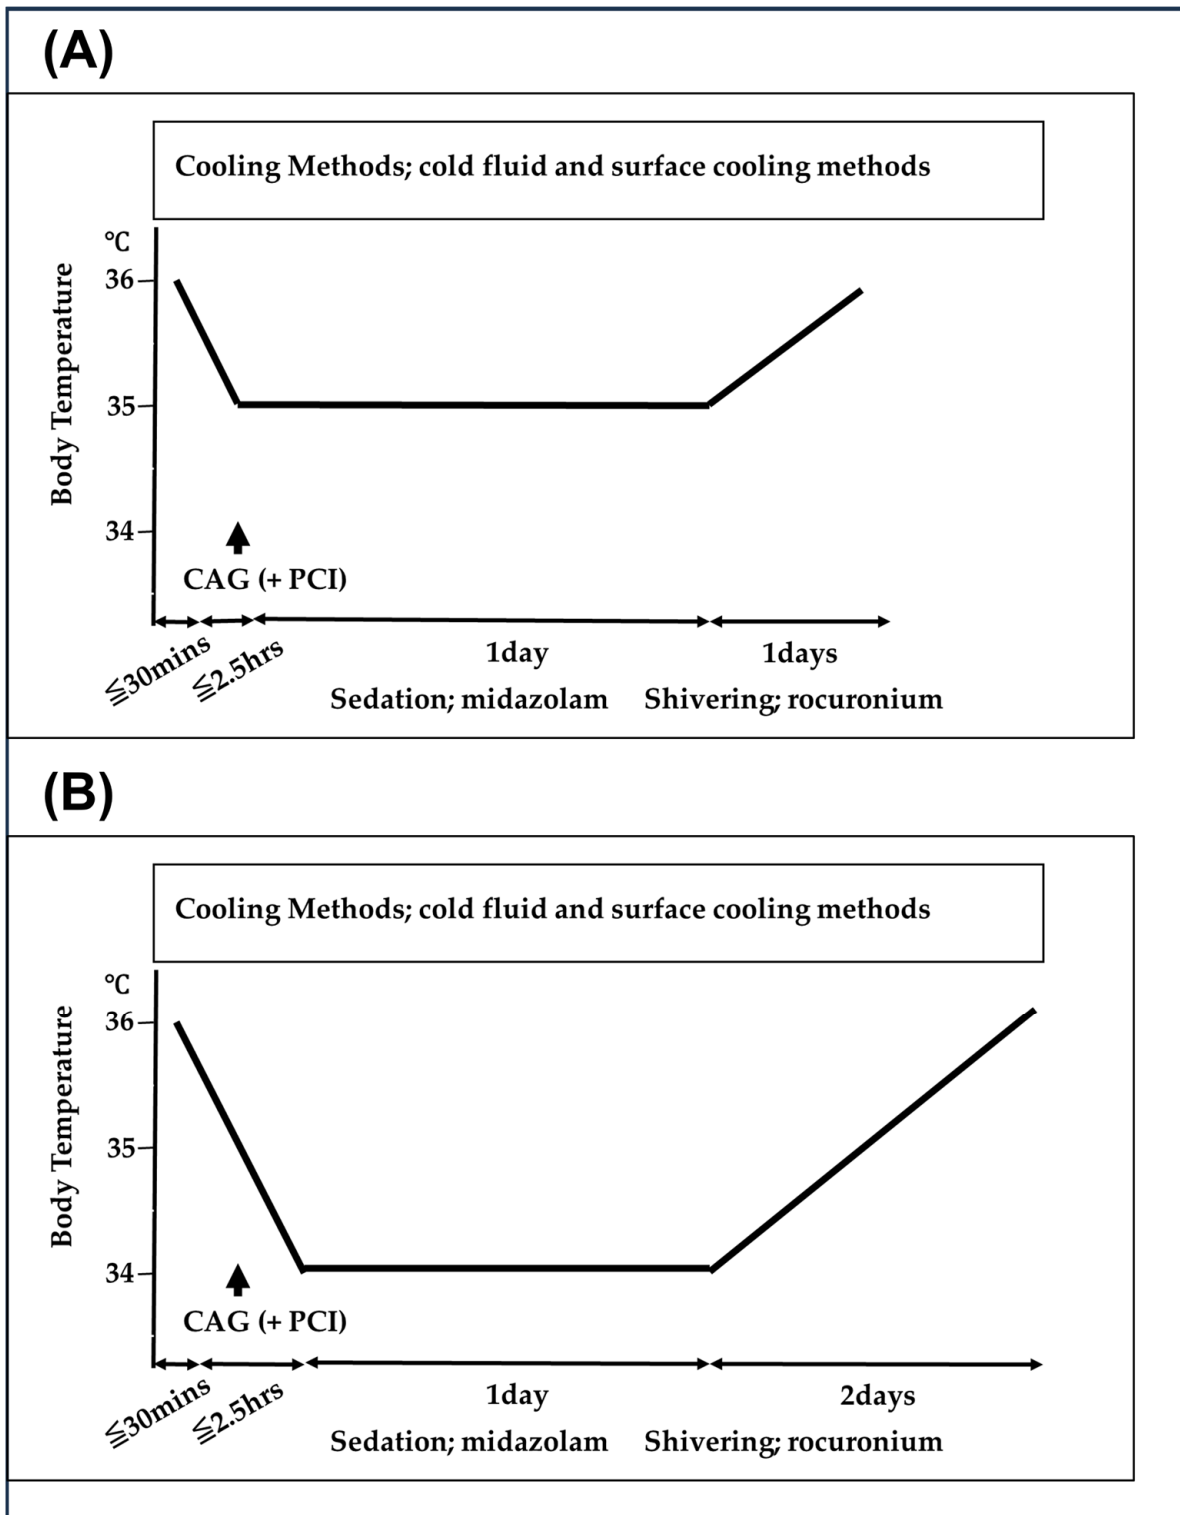 (A)
Cooling Methods; cold fluid and surface cooling methods
°C
36
35
34
Body Temperature
CAG (+ PCI)
≦30mins
≦2.5hrs
1day
1days
Sedation; midazolam Shivering; rocuronium
(B)
Cooling Methods; cold fluid and surface cooling methods
°C
36
35
34
Body Temperature
CAG (+ PCI)
≦30mins
≦2.5hrs
1day
2days
Sedation; midazolam Shivering; rocuronium